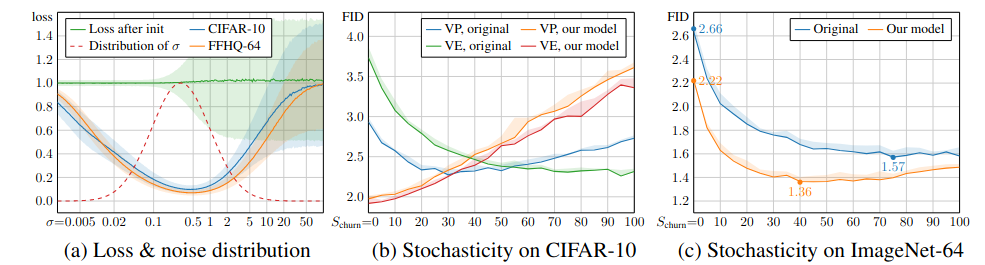 loss
1.4
1.2
1.0
0.8
0.6
0.4
0.2
0.0
Loss after init
Distribution of σ
CIFAR-10
FFHQ-64
σ=0.005 0.02 0.1 0.5 1 2 5 10 20 50
(a) Loss & noise distribution
FID
4.0
3.5
3.0
2.5
2.0
VP, original
VE, original
VP, our model
VE, our model
Schurn=0 10 20 30 40 50 60 70 80 90 100
(b) Stochasticity on CIFAR-10
FID
2.6
2.4
2.2
2.0
1.8
1.6
1.4
1.2
Original
Our model
2.66
2.22
1.57
1.36
Schurn=0 10 20 30 40 50 60 70 80 90 100
(c) Stochasticity on ImageNet-64